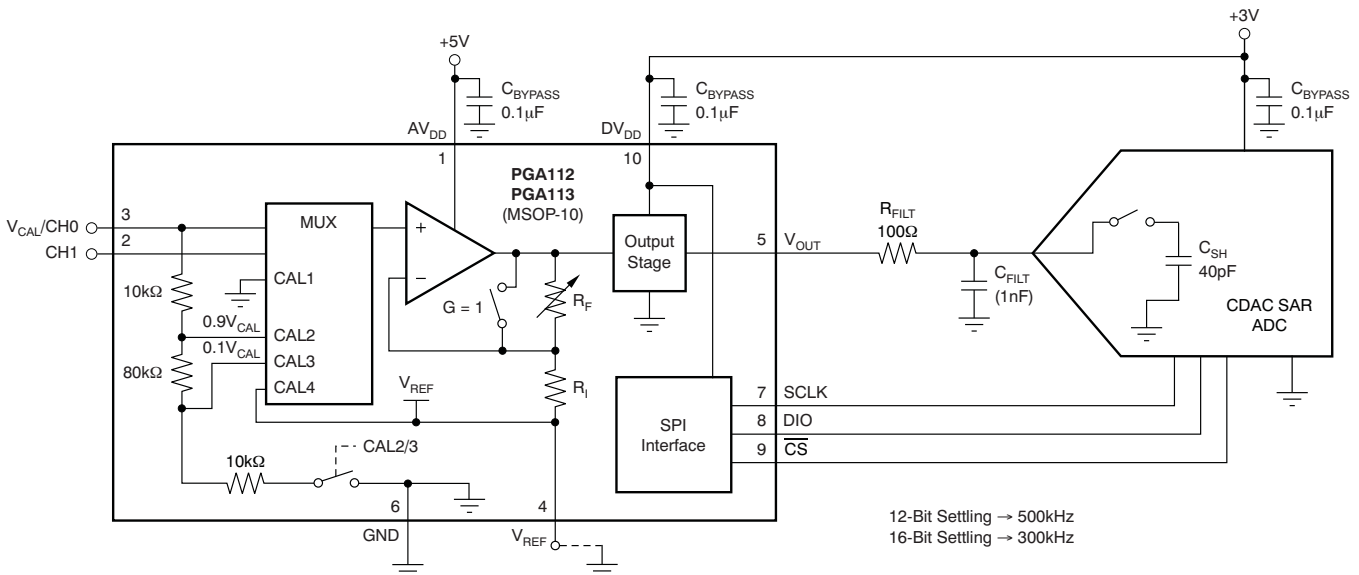 +5V
+3V
CBYPASS
0.1μF
CBYPASS
0.1μF
CBYPASS
0.1μF
AVDD
DVDD
1
10
PGA112
PGA113
(MSOP-10)
VCAL/CH0
3
CH1
2
MUX
CAL1
CAL2
CAL3
CAL4
10kΩ
0.9VCAL
0.1VCAL
80kΩ
+
−
G = 1
RF
RI
VREF
Output
Stage
5
VOUT
RFILT
100Ω
CFILT
(1nF)
CSH
40pF
CDAC SAR
ADC
SPI
Interface
7
SCLK
8
DIO
9
C̅S̅
CAL2/3
10kΩ
6
GND
4
VREF
12-Bit Settling → 500kHz
16-Bit Settling → 300kHz